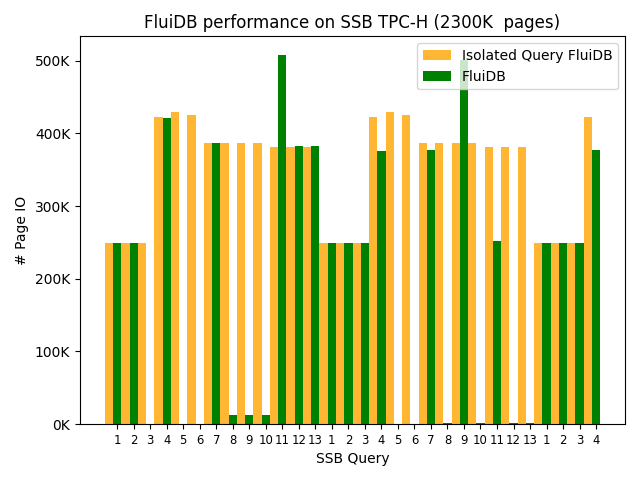 FluiDB performance on SSB TPC-H (2300K  pages)
Isolated Query FluiDB
FluiDB
500K
400K
300K
200K
100K
0K
# Page IO
1 2 3 4 5 6 7 8 9 10 11 12 13 1 2 3 4 5 6 7 8 9 10 11 12 13 1 2 3 4
SSB Query